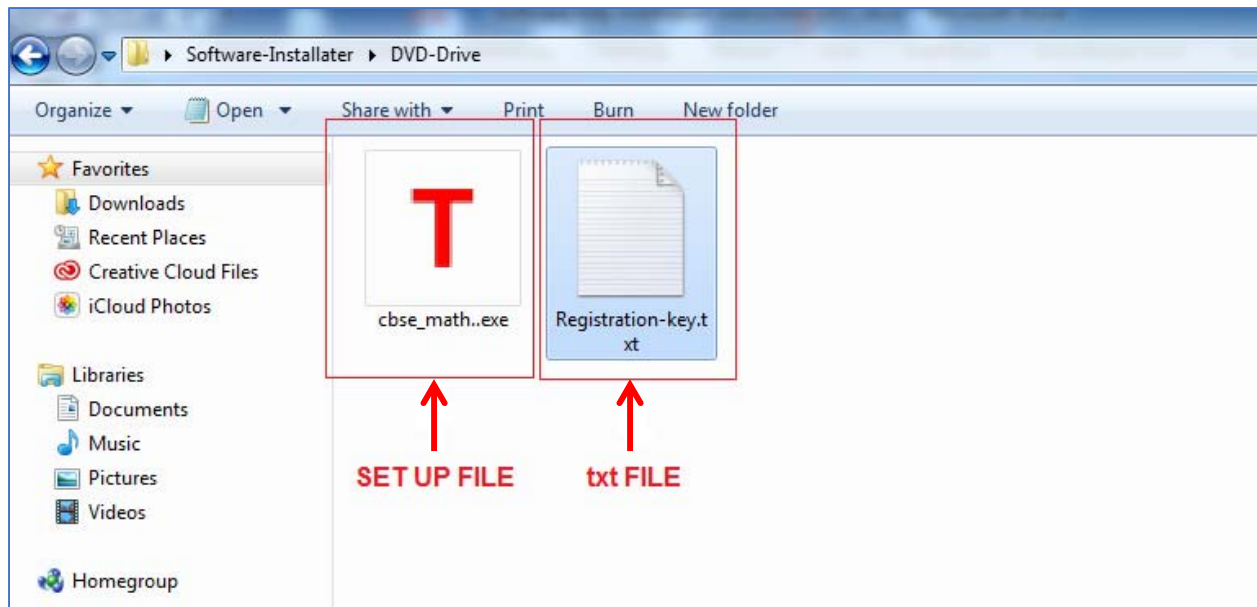 Software-Installater ▸ DVD-Drive
Organize Open Share with Print Burn New folder
Favorites
Downloads
Recent Places
Creative Cloud Files
iCloud Photos
Libraries
Documents
Music
Pictures
Videos
Homegroup
T
cbse_math..exe
Registration-key.t
xt
SET UP FILE
txt FILE